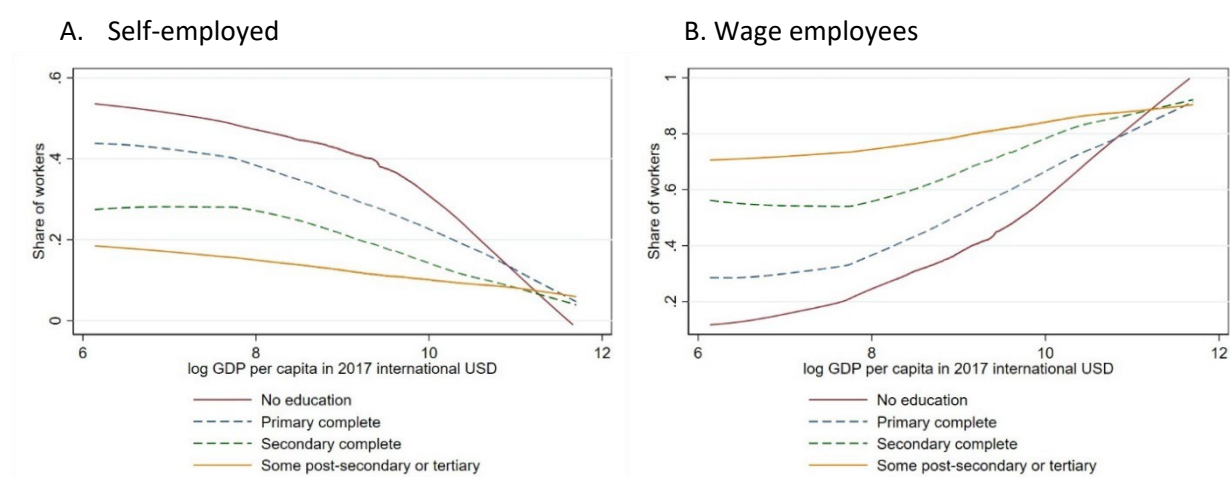 A. Self-employed
.6
.4
.2
0
Share of workers
6 8 10 12
log GDP per capita in 2017 international USD
No education
Primary complete
Secondary complete
Some post-secondary or tertiary
B. Wage employees
1
.8
.6
.4
.2
Share of workers
6 8 10 12
log GDP per capita in 2017 international USD
No education
Primary complete
Secondary complete
Some post-secondary or tertiary